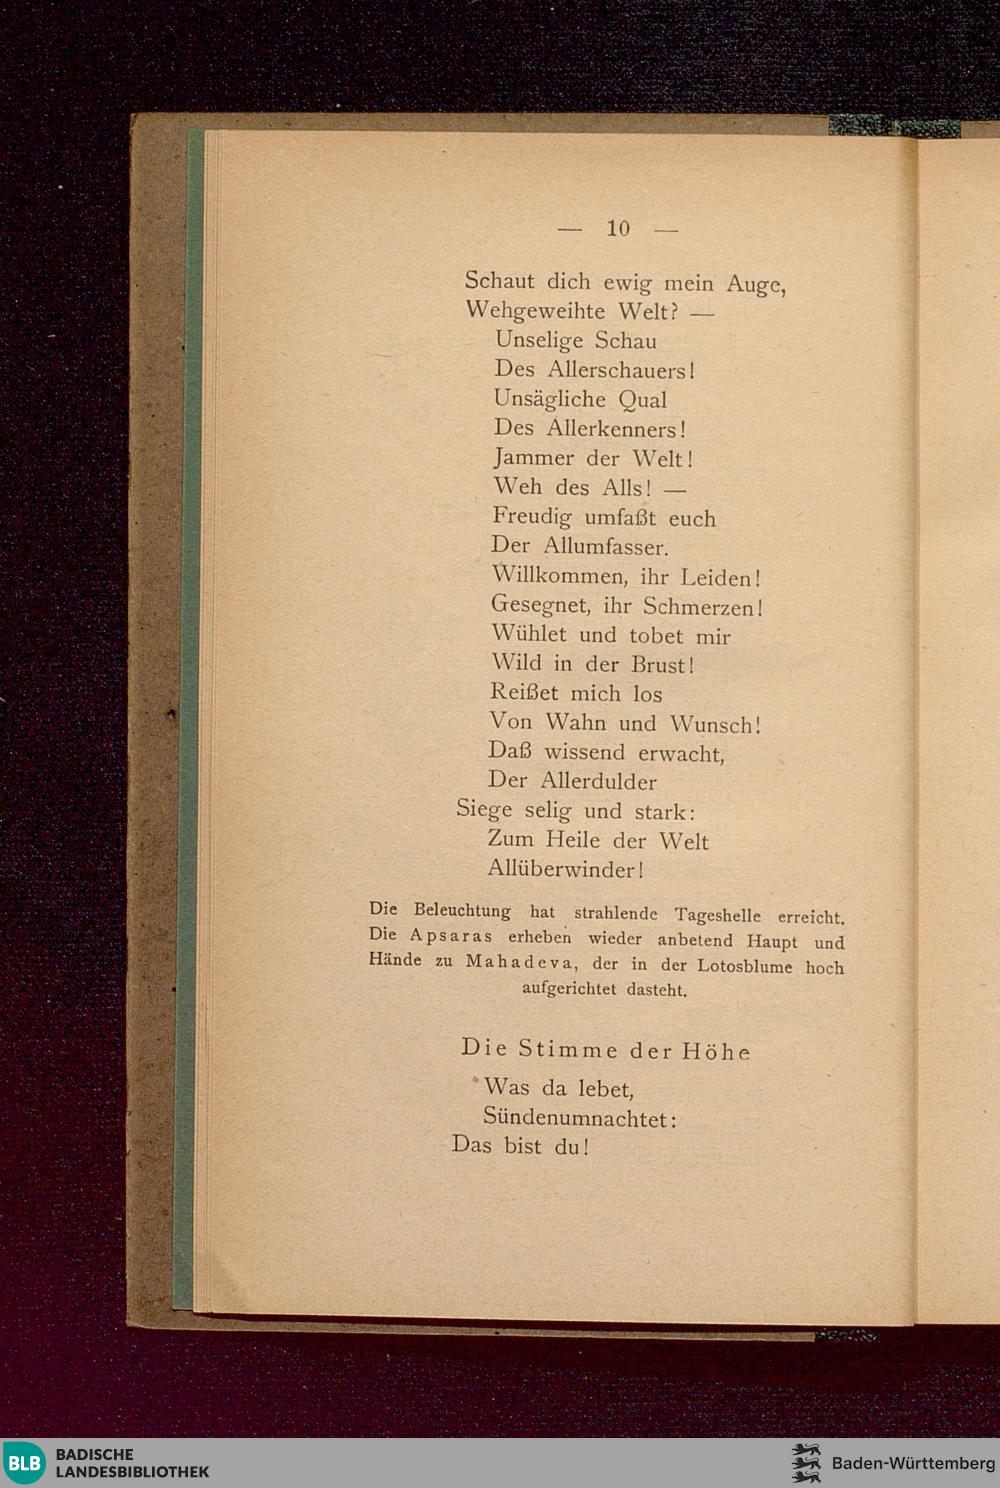 — 10 —
Schaut dich ewig mein Auge,
Wehgeweihte Welt? —
Unselige Schau
Des Allerschauers!
Unsägliche Qual
Des Allerkenners!
Jammer der Welt!
Weh des Alls! —
Freudig umfaßt euch
Der Allumfasser.
Willkommen, ihr Leiden!
Gesegnet, ihr Schmerzen!
Wühlet und tobet mir
Wild in der Brust!
Reißet mich los
Von Wahn und Wunsch!
Daß wissend erwacht,
Der Allerdulder
Siege selig und stark:
Zum Heile der Welt
Allüberwinder!
Die Beleuchtung hat strahlende Tageshelle erreicht.
Die Apsaras erheben wieder anbetend Haupt und
Hände zu Mahadeva, der in der Lotosblume hoch
aufgerichtet dasteht.
Die Stimme der Höhe
Was da lebet,
Sündenumnachtet:
Das bist du!
BLB BADISCHE
LANDESBIBLIOTHEK
Baden-Württemberg